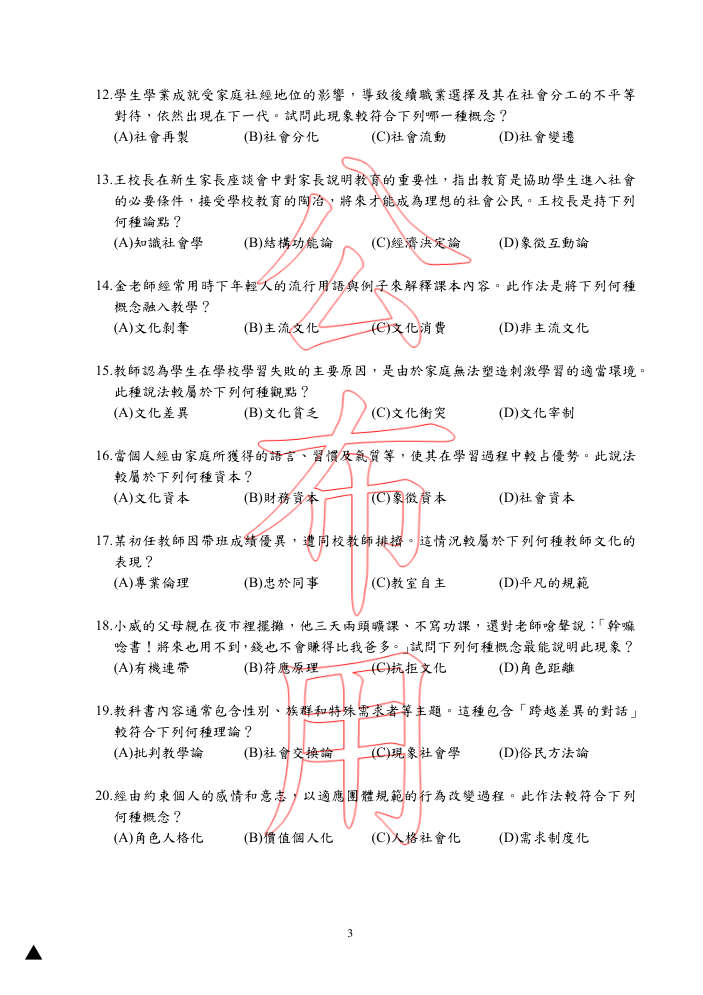 12.學生學業成就受家庭社經地位的影響，導致後續職業選擇及其在社會分工的不平等
對待，依然出現在下一代。試問此現象較符合下列哪一種概念？
(A)社會再製 (B)社會分化 (C)社會流動 (D)社會變遷
13.王校長在新生家長座談會中對家長說明教育的重要性，指出教育是協助學生進入社會
的必要條件，接受學校教育的陶冶，將來才能成為理想的社會公民。王校長是持下列
何種論點？
(A)知識社會學 (B)結構功能論 (C)經濟決定論 (D)象徵互動論
14.金老師經常用時下年輕人的流行用語與例子來解釋課本內容。此作法是將下列何種
概念融入教學？
(A)文化剝奪 (B)主流文化 (C)文化消費 (D)非主流文化
15.教師認為學生在學校學習失敗的主要原因，是由於家庭無法塑造刺激學習的適當環境。
此種說法較屬於下列何種觀點？
(A)文化差異 (B)文化貧乏 (C)文化衝突 (D)文化宰制
16.當個人經由家庭所獲得的語言、習慣及氣質等，使其在學習過程中較占優勢。此說法
較屬於下列何種資本？
(A)文化資本 (B)財務資本 (C)象徵資本 (D)社會資本
17.某初任教師因帶班成績優異，遭同校教師排擠。這情況較屬於下列何種教師文化的
表現？
(A)專業倫理 (B)忠於同事 (C)教室自主 (D)平凡的規範
18.小威的父母親在夜市裡擺攤，他三天兩頭曠課、不寫功課，還對老師嗆聲說：「幹嘛
唸書！將來也用不到，錢也不會賺得比我爸多。」試問下列何種概念最能說明此現象？
(A)有機連帶 (B)符應原理 (C)抗拒文化 (D)角色距離
19.教科書內容通常包含性別、族群和特殊需求者等主題。這種包含「跨越差異的對話」
較符合下列何種理論？
(A)批判教學論 (B)社會交換論 (C)現象社會學 (D)俗民方法論
20.經由約束個人的感情和意志，以適應團體規範的行為改變過程。此作法較符合下列
何種概念？
(A)角色人格化 (B)價值個人化 (C)人格社會化 (D)需求制度化
公布用
3